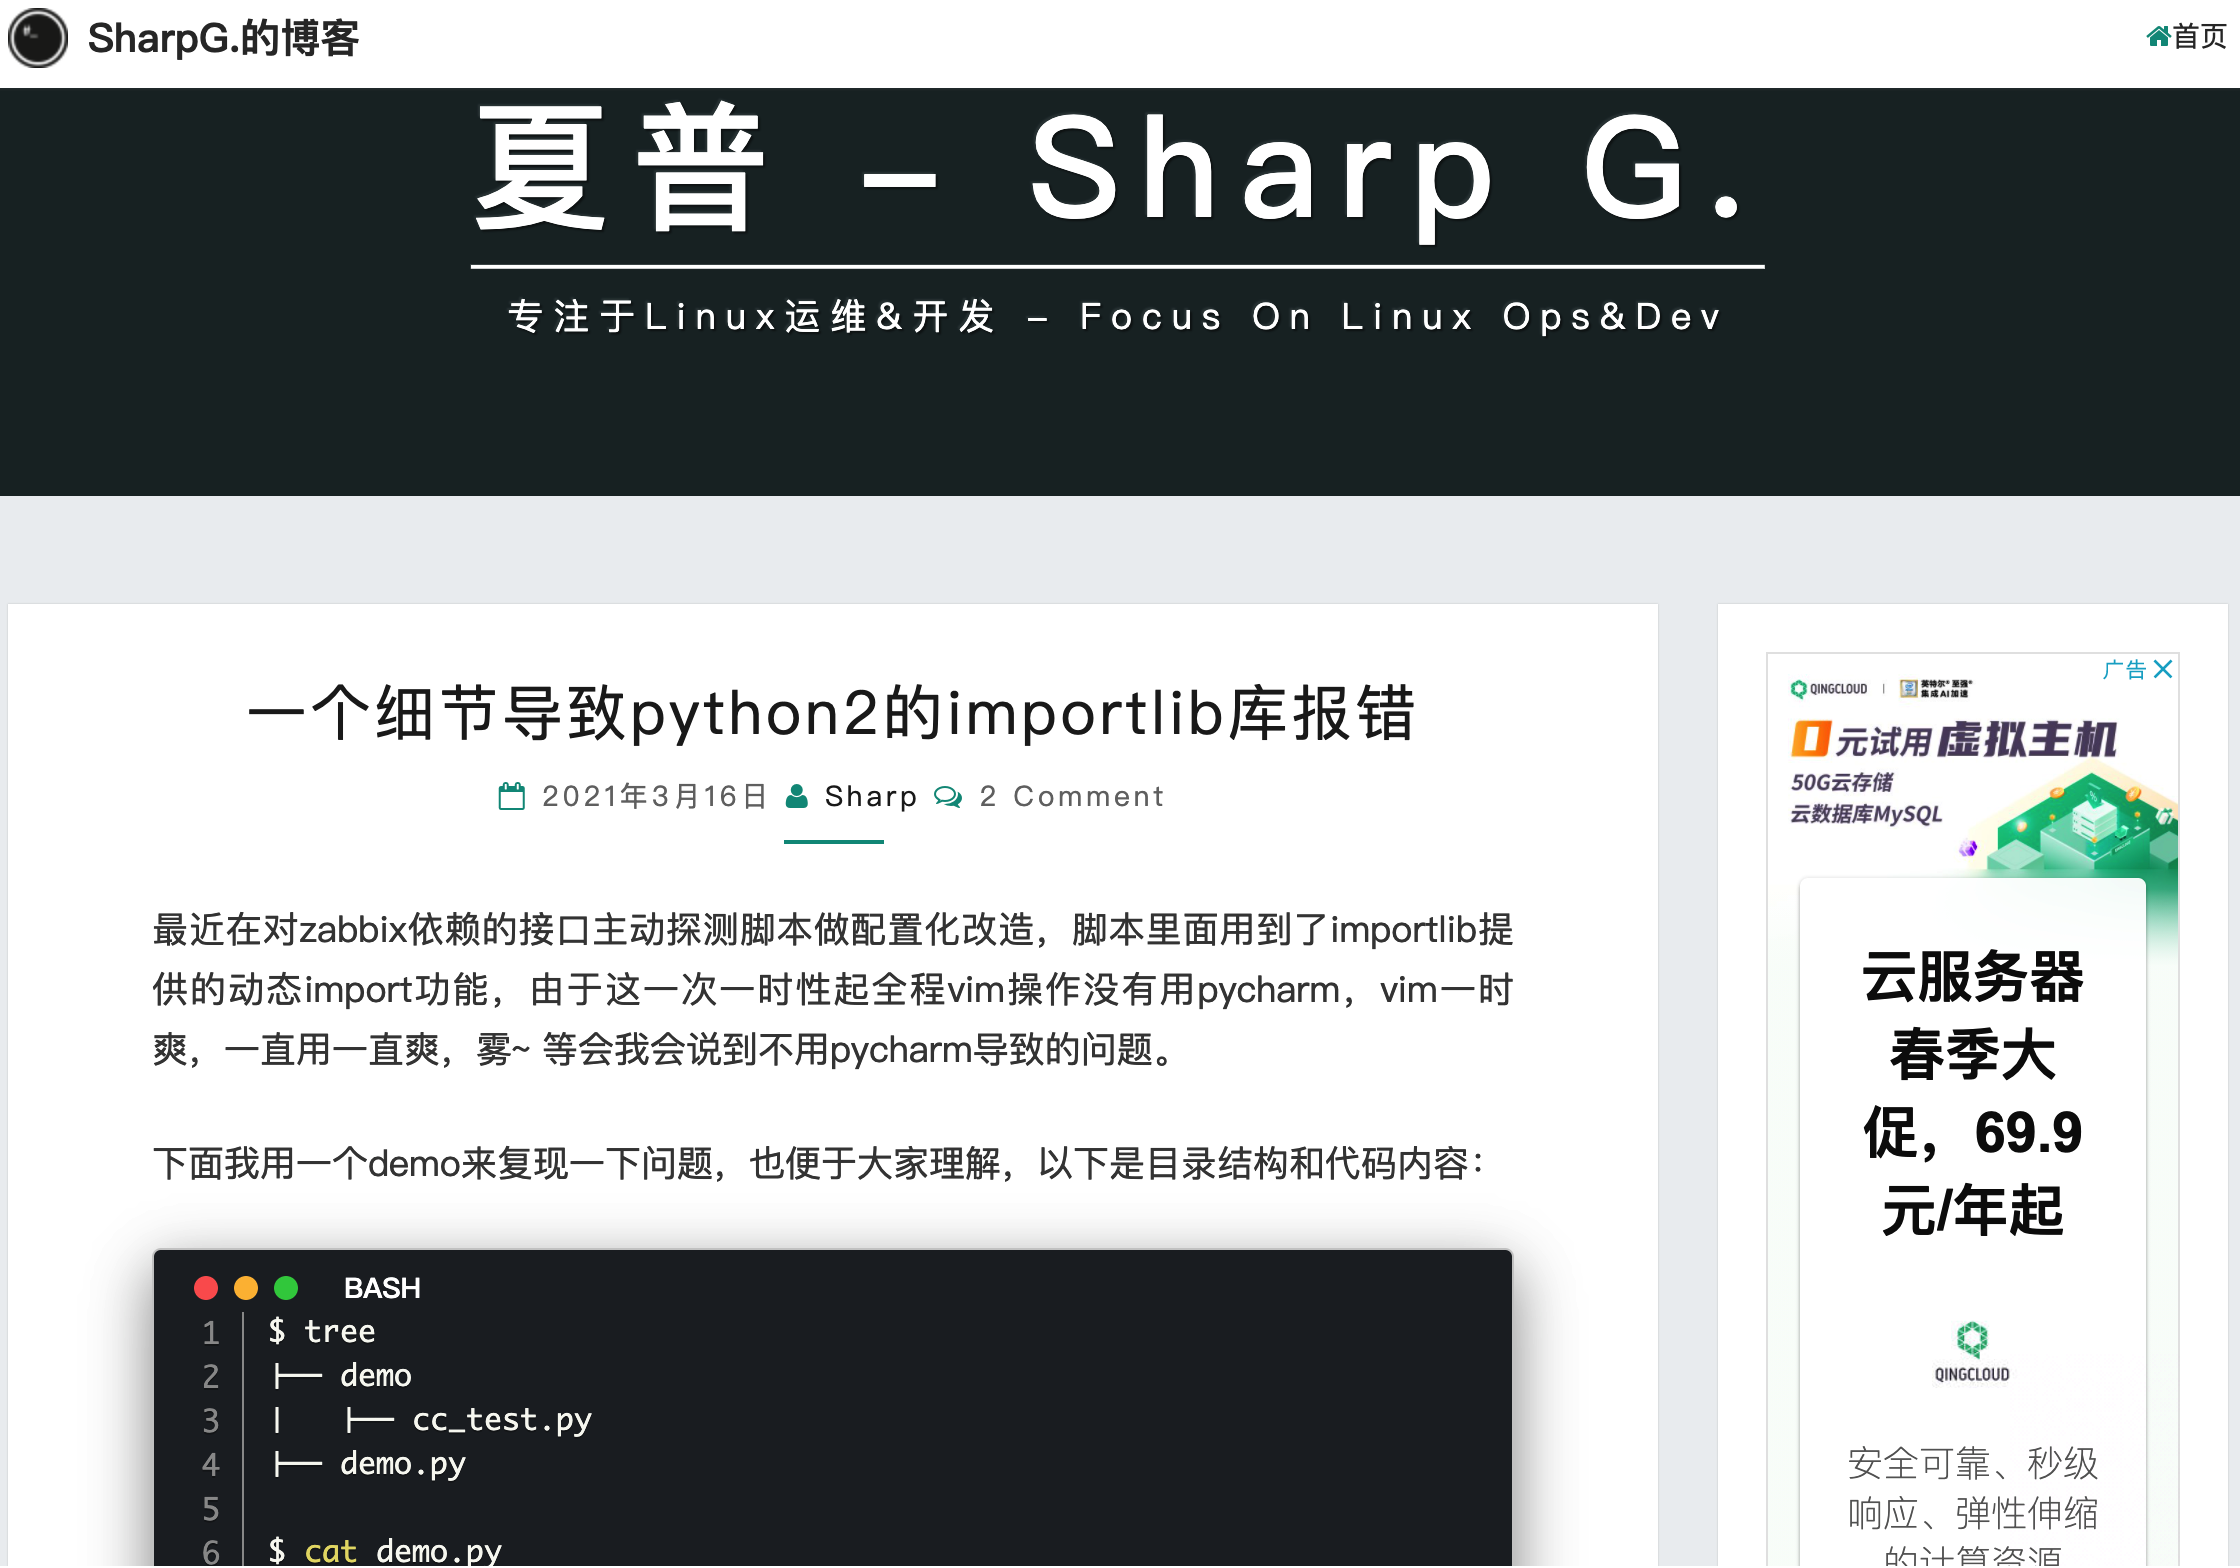 SharpG.的博客
首页
夏普 – Sharp G.
专注于Linux运维&开发 – Focus On Linux Ops&Dev
一个细节导致python2的importlib库报错
2021年3月16日 Sharp 2 Comment
最近在对zabbix依赖的接口主动探测脚本做配置化改造，脚本里面用到了importlib提
供的动态import功能，由于这一次一时性起全程vim操作没有用pycharm，vim一时
爽，一直用一直爽，雾~ 等会我会说到不用pycharm导致的问题。
下面我用一个demo来复现一下问题，也便于大家理解，以下是目录结构和代码内容：
BASH
1 $ tree
2 ├── demo
3 |   ├── cc_test.py
4 ├── demo.py
5
6 $ cat demo.py
广告
QINGCLOUD | 英特尔® 至强®
集成AI加速
0元试用虚拟主机
50G云存储
云数据库MySQL
云服务器
春季大
促，69.9
元/年起
QINGCLOUD
安全可靠、秒级
响应、弹性伸缩
的计算资源